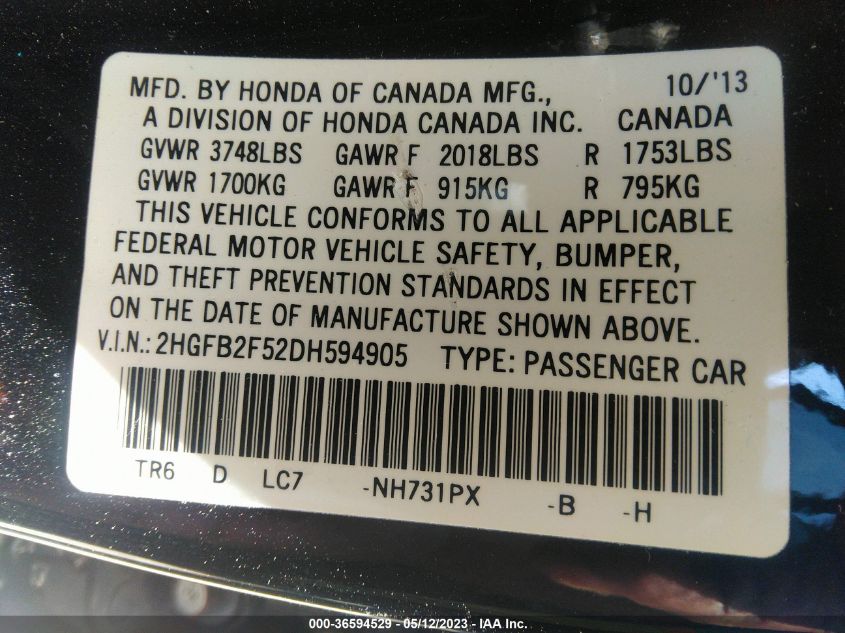 MFD. BY HONDA OF CANADA MFG., 10/'13
A DIVISION OF HONDA CANADA INC. CANADA
GVWR 3748LBS GAWR F 2018LBS R 1753LBS
GVWR 1700KG GAWR F 915KG R 795KG
THIS VEHICLE CONFORMS TO ALL APPLICABLE
FEDERAL MOTOR VEHICLE SAFETY, BUMPER,
AND THEFT PREVENTION STANDARDS IN EFFECT
ON THE DATE OF MANUFACTURE SHOWN ABOVE.
V.I.N.: 2HGFB2F52DH594905 TYPE: PASSENGER CAR
TR6 D LC7 -NH731PX -B -H
000-36594529 - 05/12/2023 - IAA Inc.